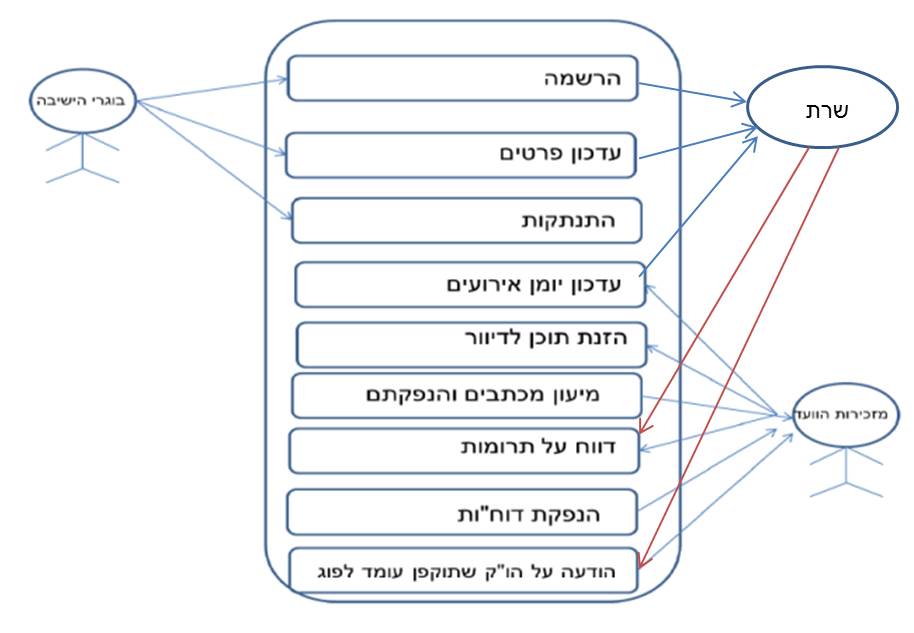 הרשמה
שרת
בוגרי הישיבה
עדכון פרטים
התנתקות
עדכון יומן אירועים
הזנת תוכן לדיוור
מיעון מכתבים והנפקתם
מזכירות הוועד
דווח על תרומות
הנפקת דוח"ות
הודעה על הו"ק שתוקפן עומד לפוג